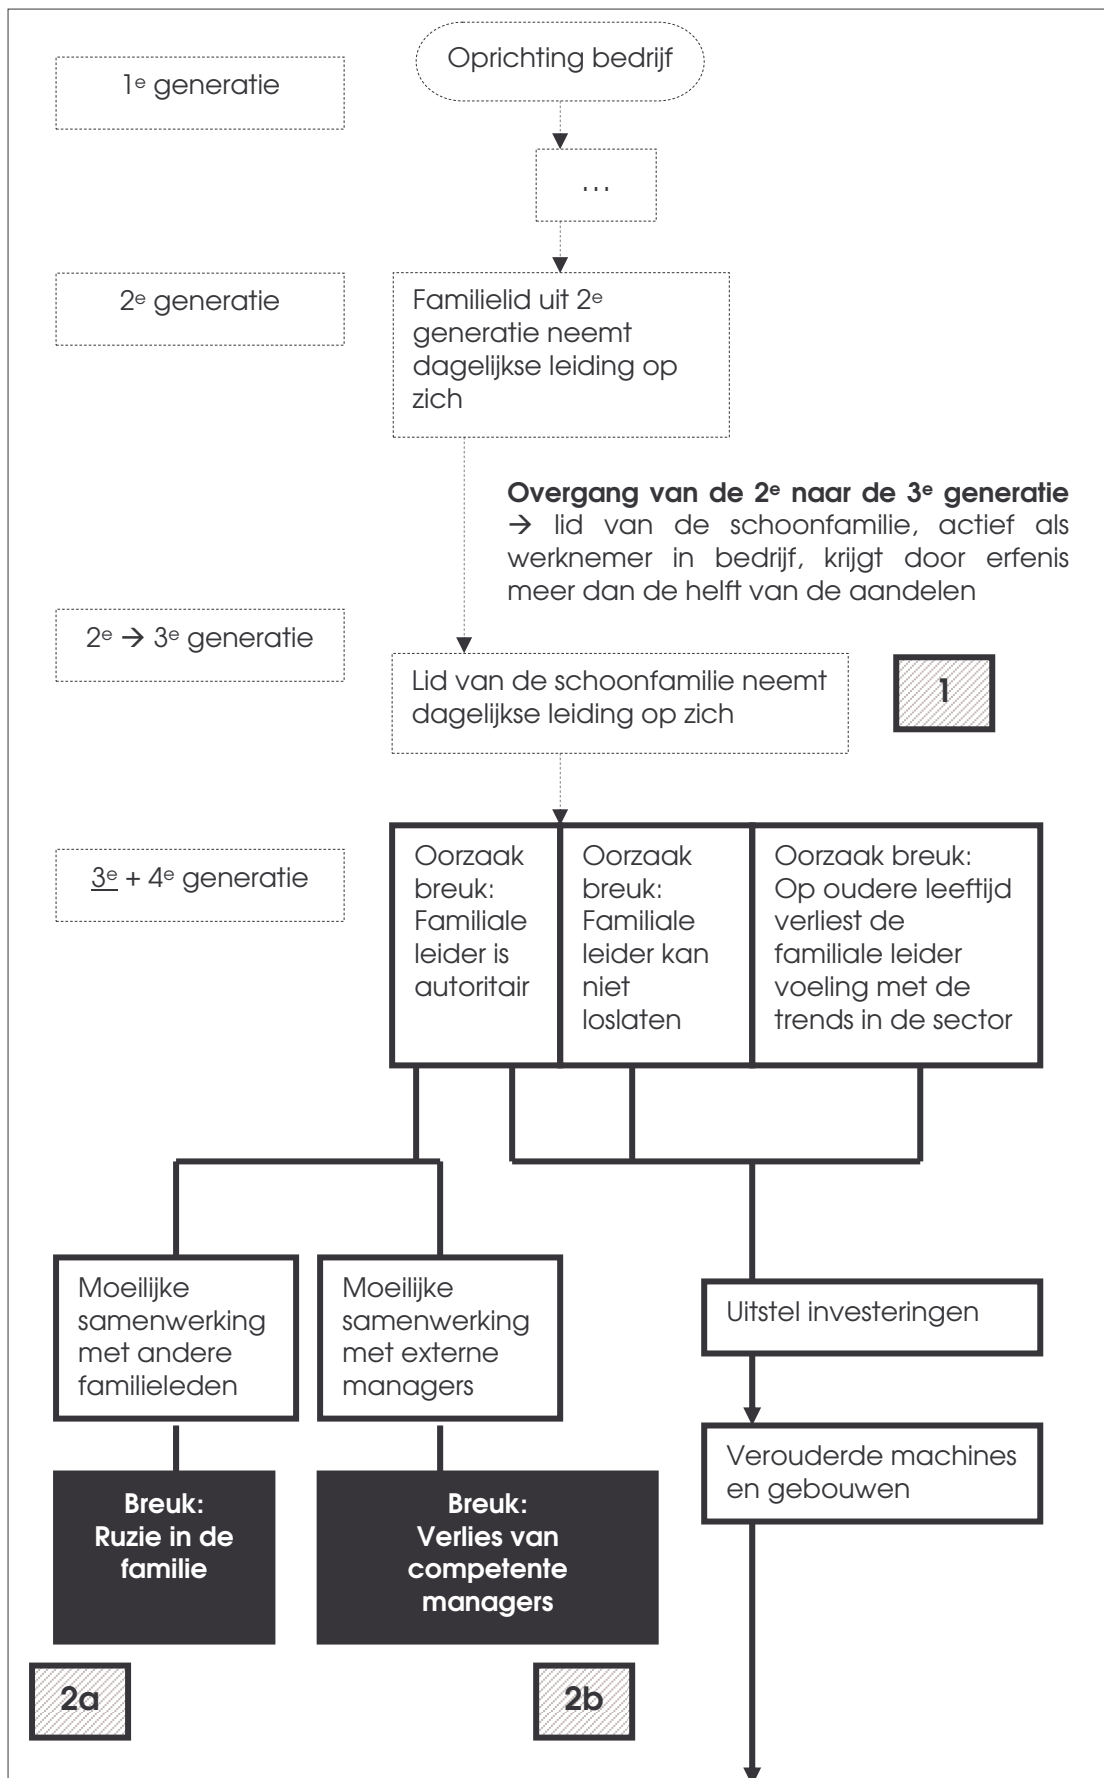 Oprichting bedrijf
1e generatie
...
2e generatie
Familielid uit 2e
generatie neemt
dagelijkse leiding op
zich
Overgang van de 2e naar de 3e generatie
→ lid van de schoonfamilie, actief als
werknemer in bedrijf, krijgt door erfenis
meer dan de helft van de aandelen
2e → 3e generatie
Lid van de schoonfamilie neemt
dagelijkse leiding op zich
1
3e + 4e generatie
Oorzaak
breuk:
Familiale
leider is
autoritair
Oorzaak
breuk:
Familiale
leider kan
niet
loslaten
Oorzaak breuk:
Op oudere leeftijd
verliest de
familiale leider
voeling met de
trends in de sector
Moeilijke
samenwerking
met andere
familieleden
Moeilijke
samenwerking
met externe
managers
Uitstel investeringen
Verouderde machines
en gebouwen
Breuk:
Ruzie in de
familie
Breuk:
Verlies van
competente
managers
2a
2b